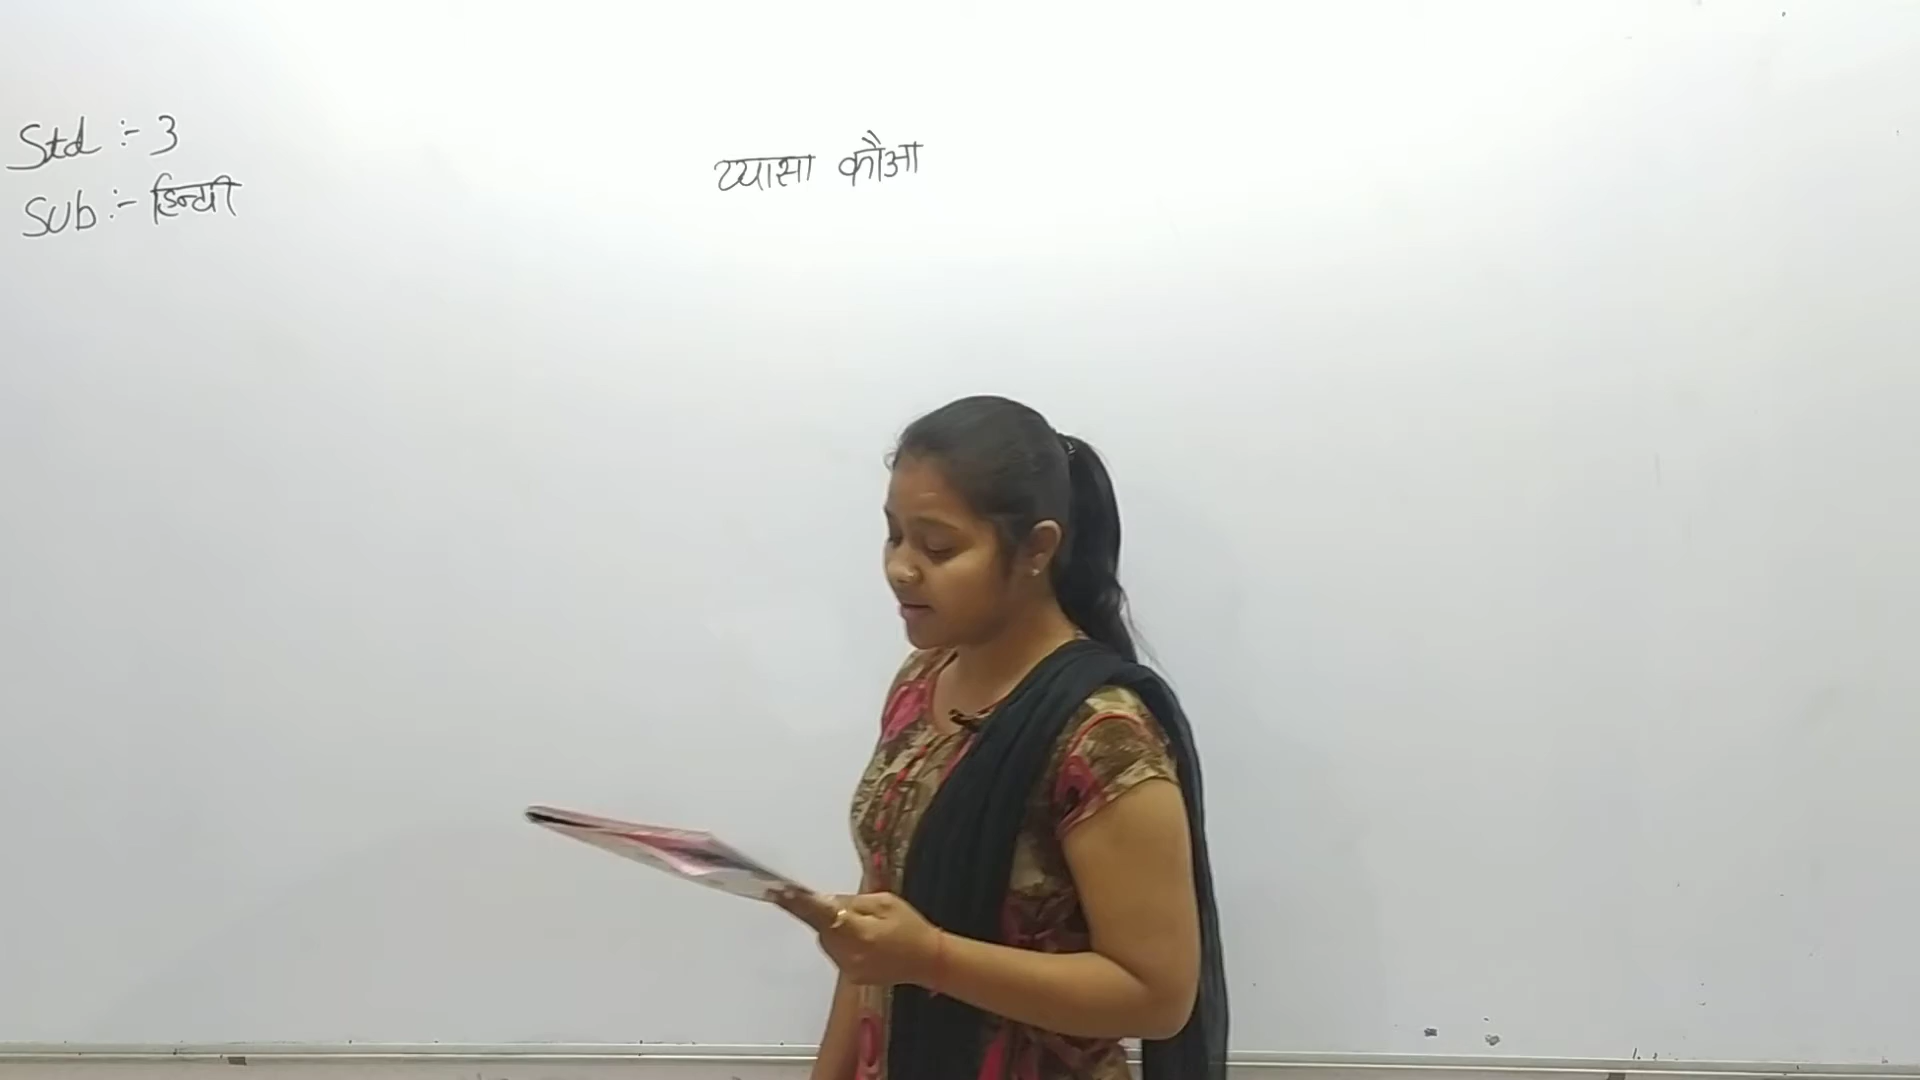 Std :- 3
Sub :- हिन्दी
प्यासा कौआ